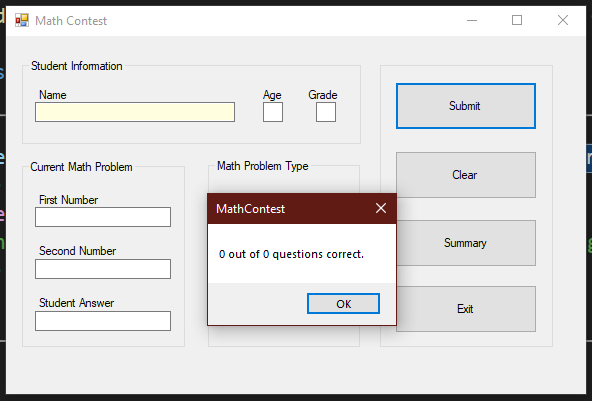 Math Contest
Student Information
Name
Age
Grade
Submit
Current Math Problem
Math Problem Type
Clear
First Number
MathContest
Second Number
0 out of 0 questions correct.
Summary
Student Answer
OK
Exit